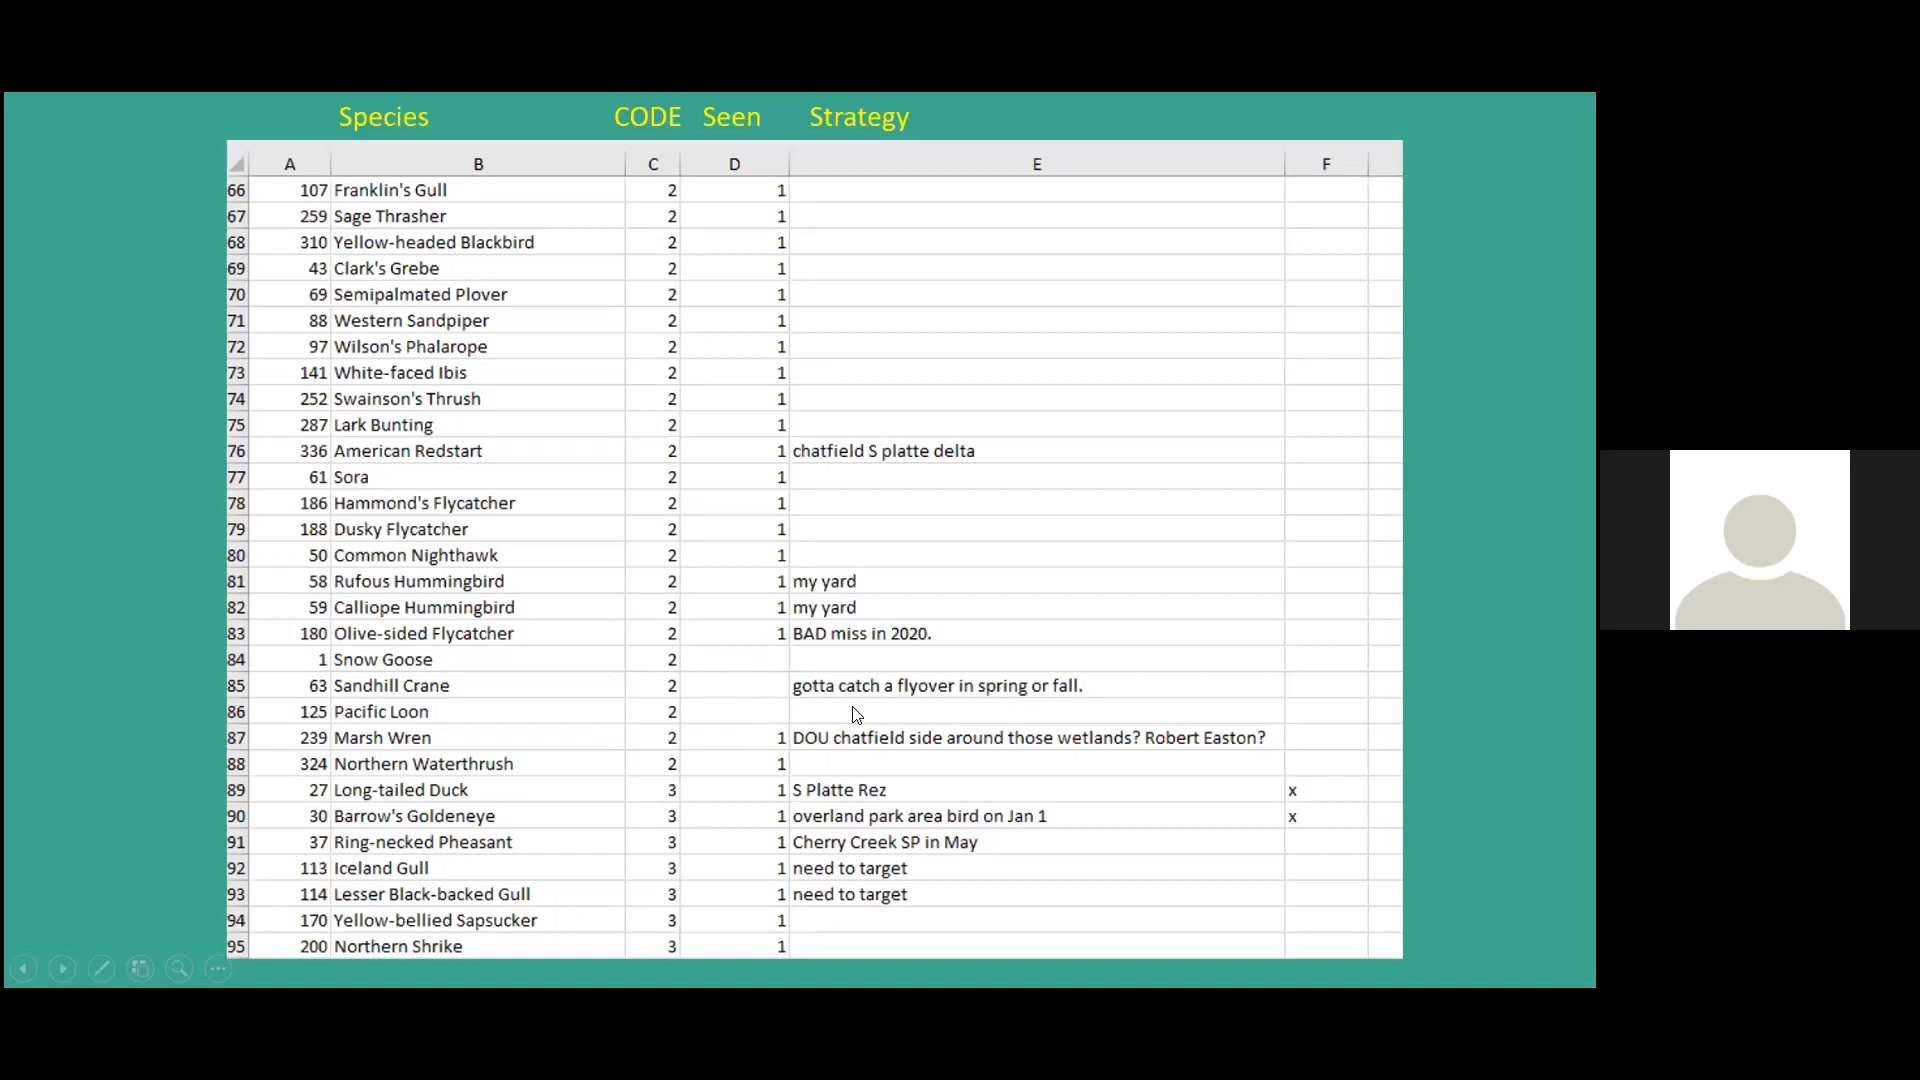 Species CODE Seen Strategy
A B C D E F
66 107 Franklin's Gull 2 1
67 259 Sage Thrasher 2 1
68 310 Yellow-headed Blackbird 2 1
69 43 Clark's Grebe 2 1
70 69 Semipalmated Plover 2 1
71 88 Western Sandpiper 2 1
72 97 Wilson's Phalarope 2 1
73 141 White-faced Ibis 2 1
74 252 Swainson's Thrush 2 1
75 287 Lark Bunting 2 1
76 336 American Redstart 2 1 chatfield S platte delta
77 61 Sora 2 1
78 186 Hammond's Flycatcher 2 1
79 188 Dusky Flycatcher 2 1
80 50 Common Nighthawk 2 1
81 58 Rufous Hummingbird 2 1 my yard
82 59 Calliope Hummingbird 2 1 my yard
83 180 Olive-sided Flycatcher 2 1 BAD miss in 2020.
84 1 Snow Goose 2
85 63 Sandhill Crane 2 gotta catch a flyover in spring or fall.
86 125 Pacific Loon 2
87 239 Marsh Wren 2 1 DOU chatfield side around those wetlands? Robert Easton?
88 324 Northern Waterthrush 2 1
89 27 Long-tailed Duck 3 1 S Platte Rez x
90 30 Barrow's Goldeneye 3 1 overland park area bird on Jan 1 x
91 37 Ring-necked Pheasant 3 1 Cherry Creek SP in May
92 113 Iceland Gull 3 1 need to target
93 114 Lesser Black-backed Gull 3 1 need to target
94 170 Yellow-bellied Sapsucker 3 1
95 200 Northern Shrike 3 1